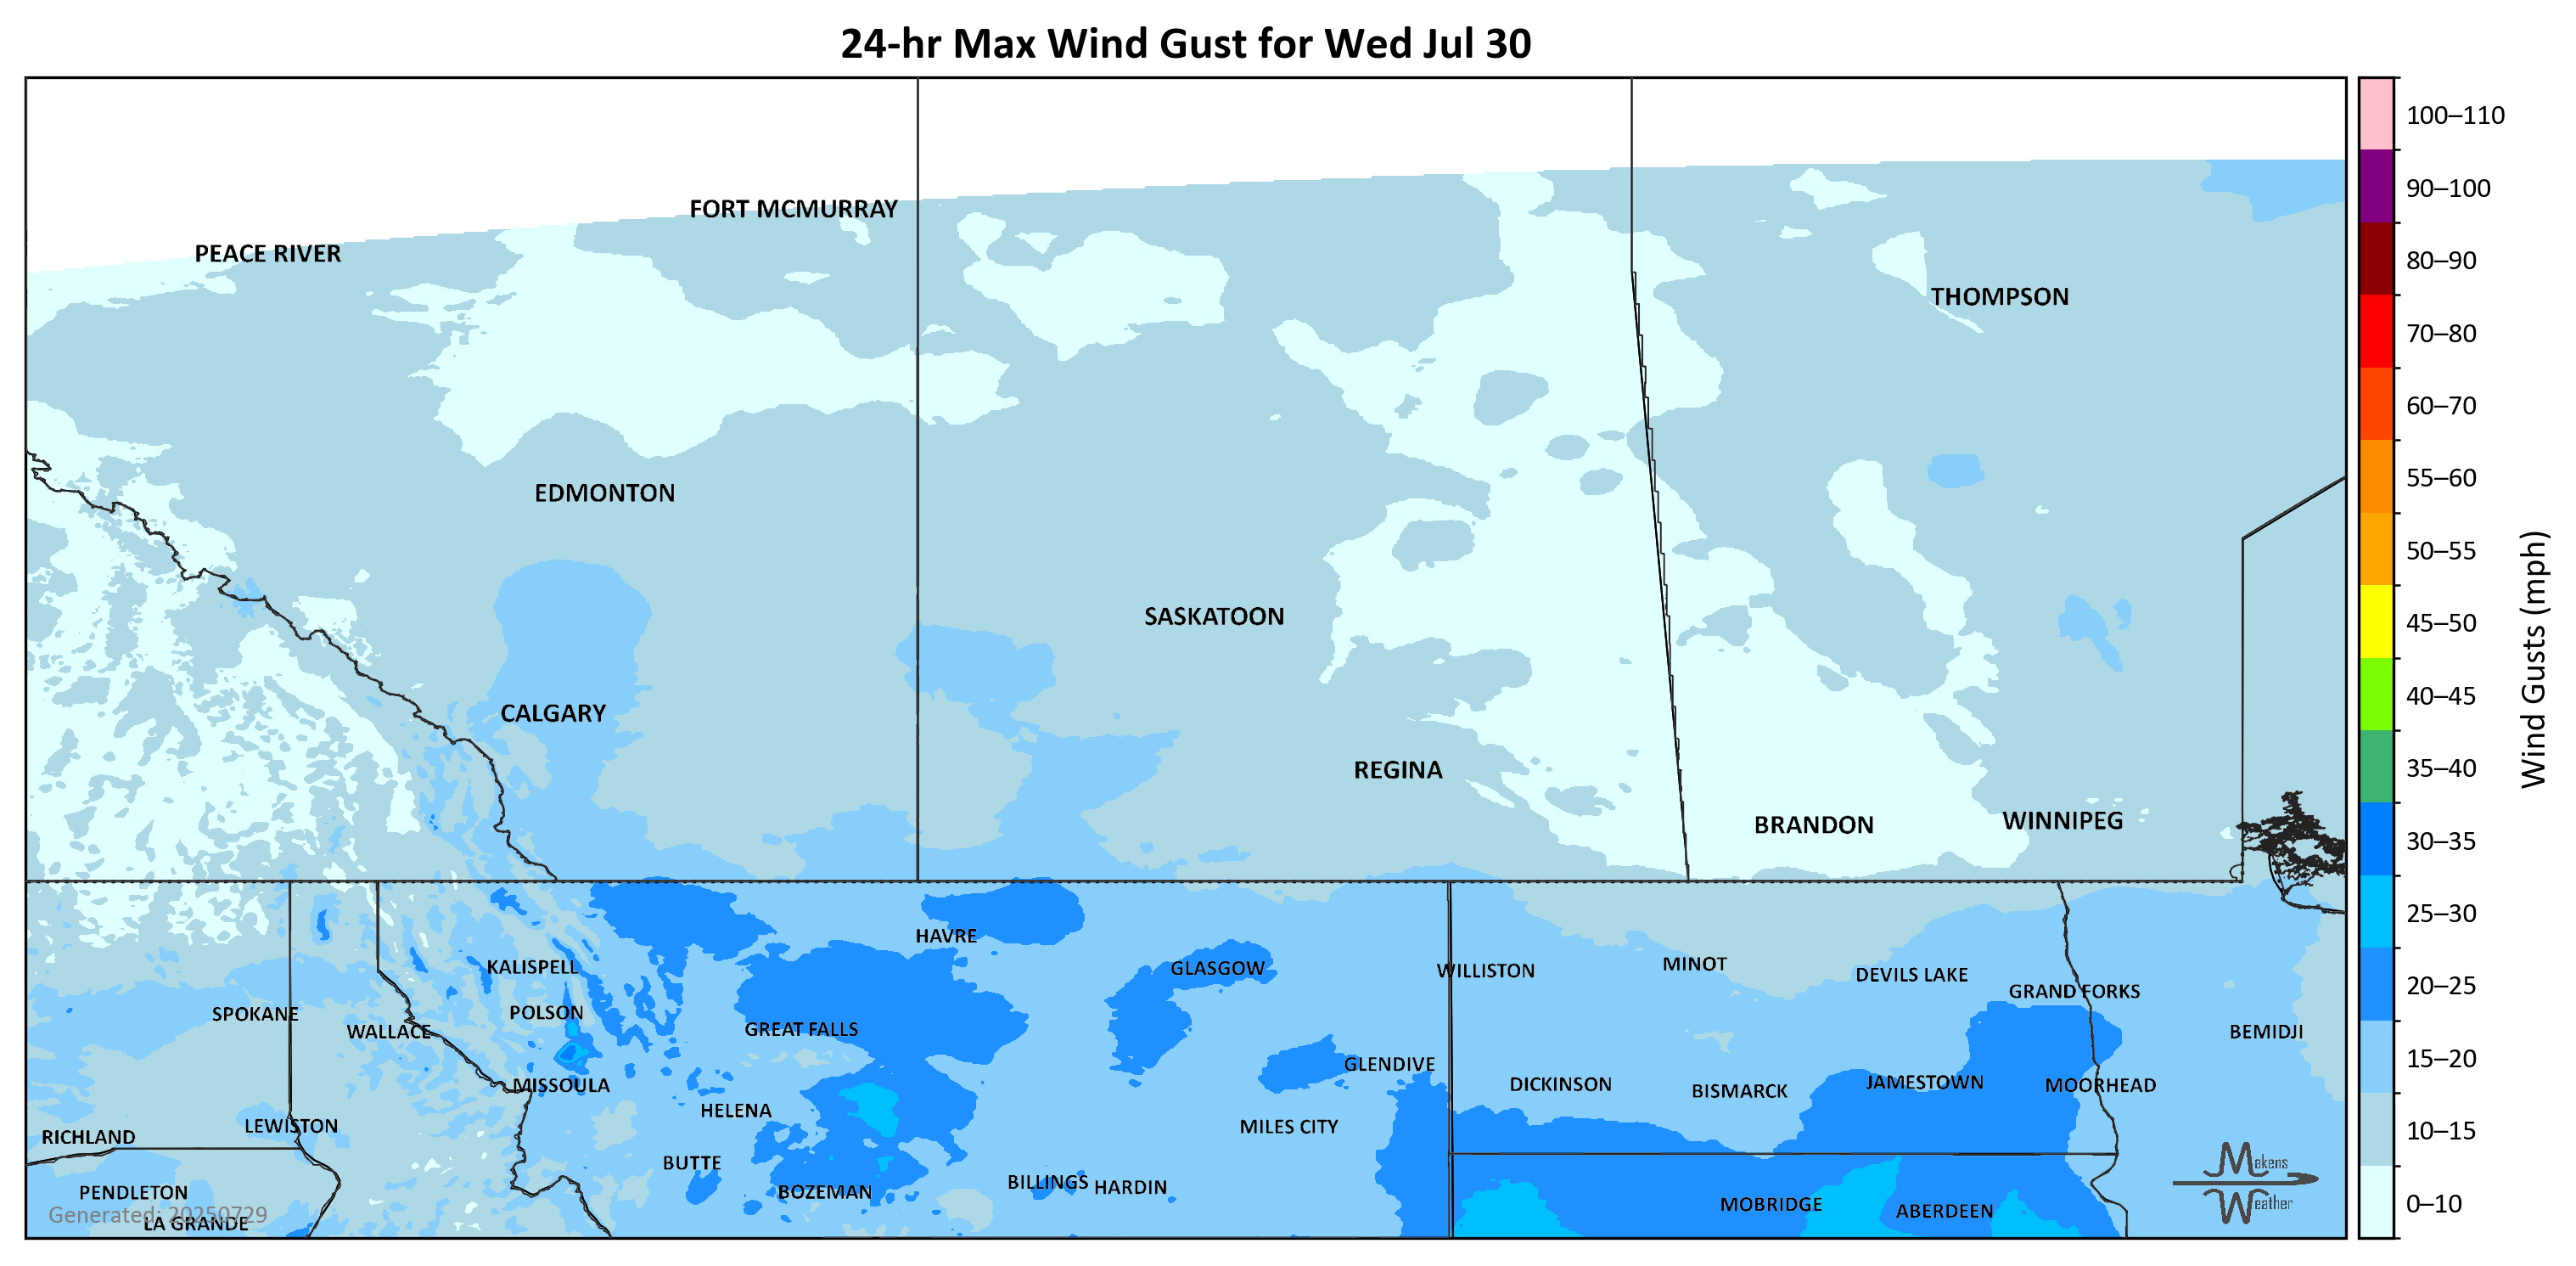 24-hr Max Wind Gust for Wed Jul 30
100–110
90–100
80–90
70–80
60–70
55–60
50–55
45–50
40–45
35–40
30–35
25–30
20–25
15–20
10–15
0–10
Wind Gusts (mph)
FORT MCMURRAY
PEACE RIVER
THOMPSON
EDMONTON
SASKATOON
CALGARY
REGINA
BRANDON
WINNIPEG
HAVRE
KALISPELL
GLASGOW
WILLISTON
MINOT
DEVILS LAKE
GRAND FORKS
SPOKANE
POLSON
WALLACE
GREAT FALLS
BEMIDJI
GLENDIVE
MISSOULA
DICKINSON
BISMARCK
JAMESTOWN
MOORHEAD
HELENA
LEWISTON
MILES CITY
RICHLAND
BUTTE
PENDLETON
BOZEMAN
BILLINGS
HARDIN
MOBRIDGE
ABERDEEN
Generated: 20250729
LA GRANDE
Makens
Weather